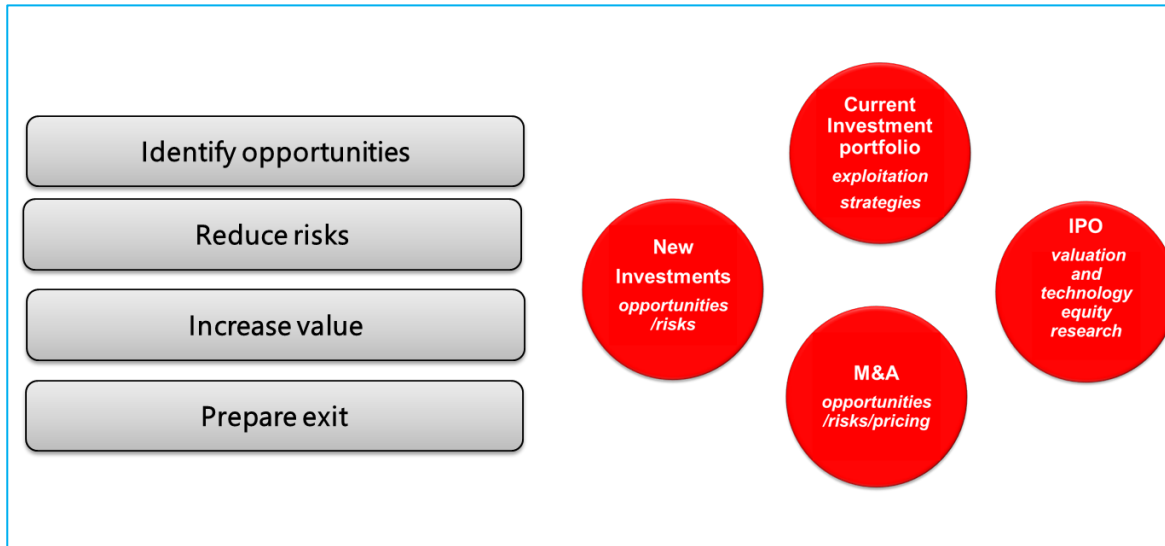 Identify opportunities
Reduce risks
Increase value
Prepare exit
Current
Investment
portfolio
exploitation
strategies
New
Investments
opportunities
/risks
IPO
valuation
and
technology
equity
research
M&A
opportunities
/risks/pricing